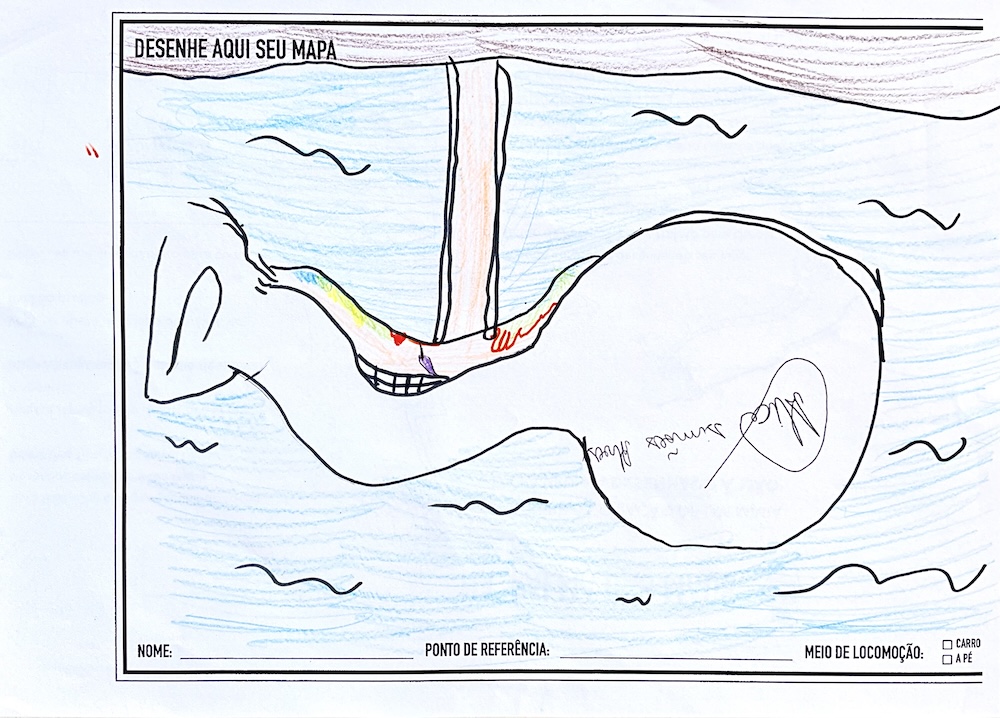 DESENHE AQUI SEU MAPA
Alice simões Alves
NOME:
PONTO DE REFERÊNCIA:
MEIO DE LOCOMOÇÃO:
CARRO
A PÉ